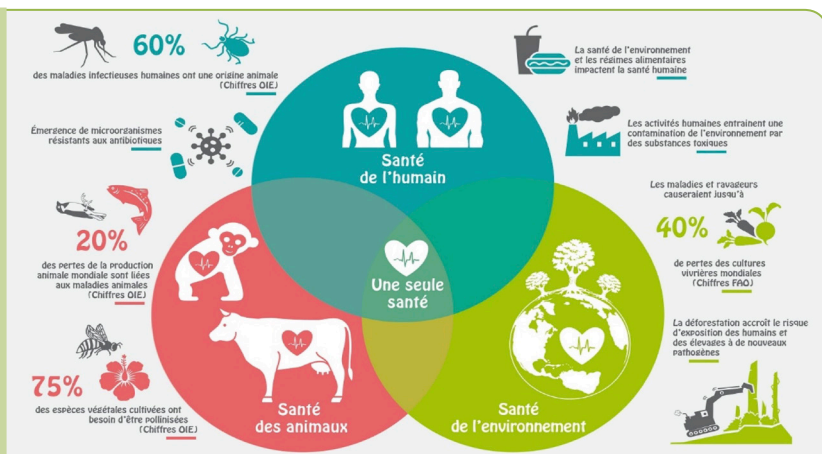 60%
des maladies infectieuses humaines ont une origine animale
(Chiffres OIE)
Émergence de microorganismes
résistants aux antibiotiques
20%
des pertes de la production
animale mondiale sont liées
aux maladies animales
(Chiffres OIE)
75%
des espèces végétales cultivées ont
besoin d'être pollinisées
(Chiffres OIE)
Santé
de l'humain
Une seule
santé
Santé
des animaux
Santé
de l'environnement
La santé de l'environnement
et les régimes alimentaires
impactent la santé humaine
Les activités humaines entrainent une
contamination de l'environnement par
des substances toxiques
Les maladies et ravageurs
causeraient jusqu'à
40%
de pertes des cultures
vivrières mondiales
(Chiffres FAO)
La déforestation accroît le risque
d'exposition des humains et
des élevages à de nouveaux
pathogènes